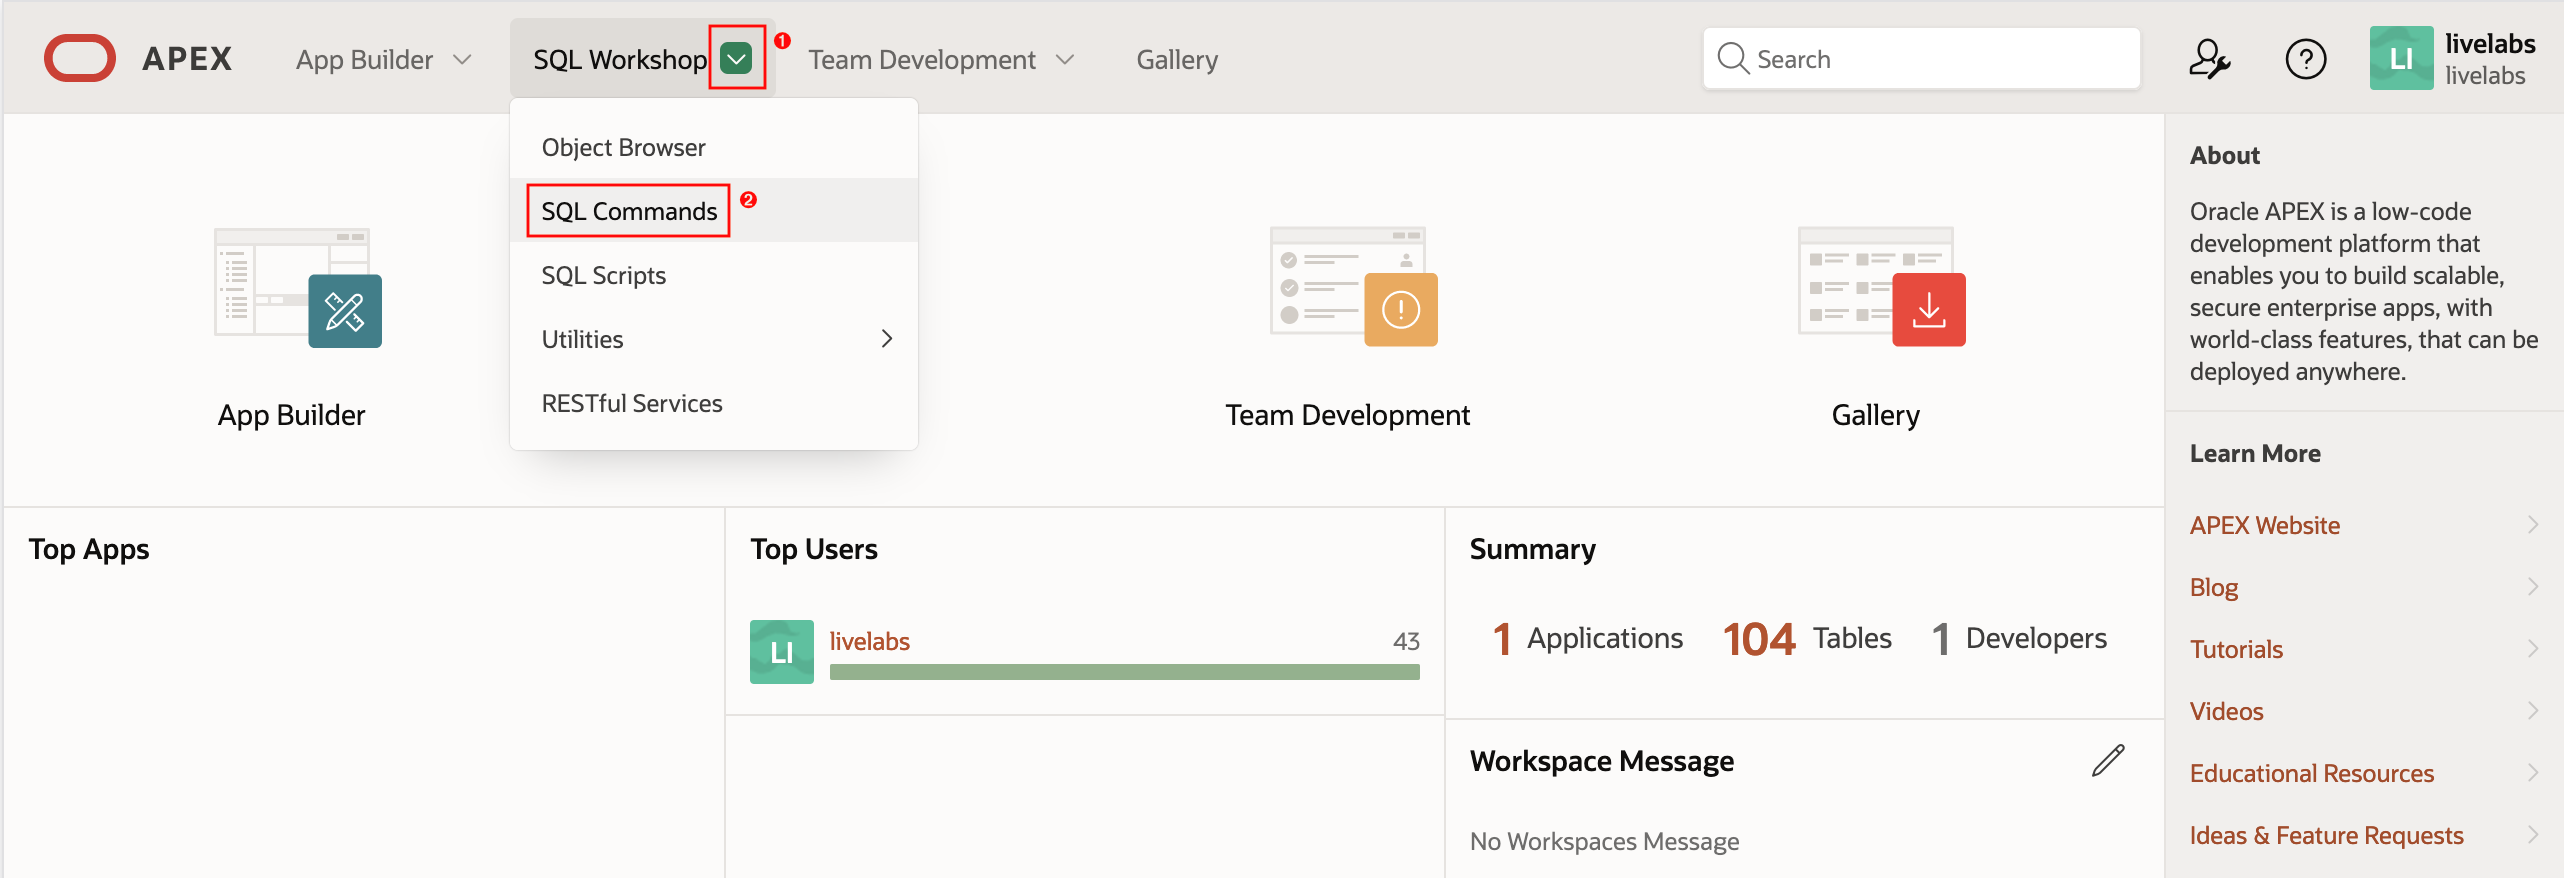 APEX
App Builder
SQL Workshop
1
Team Development
Gallery
Search
LI
livelabs
livelabs
Object Browser
SQL Commands
2
SQL Scripts
Utilities
RESTful Services
App Builder
Team Development
Gallery
About
Oracle APEX is a low-code
development platform that
enables you to build scalable,
secure enterprise apps, with
world-class features, that can be
deployed anywhere.
Learn More
APEX Website
Blog
Tutorials
Videos
Educational Resources
Ideas & Feature Requests
Top Apps
Top Users
LI
livelabs
43
Summary
1 Applications
104 Tables
1 Developers
Workspace Message
No Workspaces Message